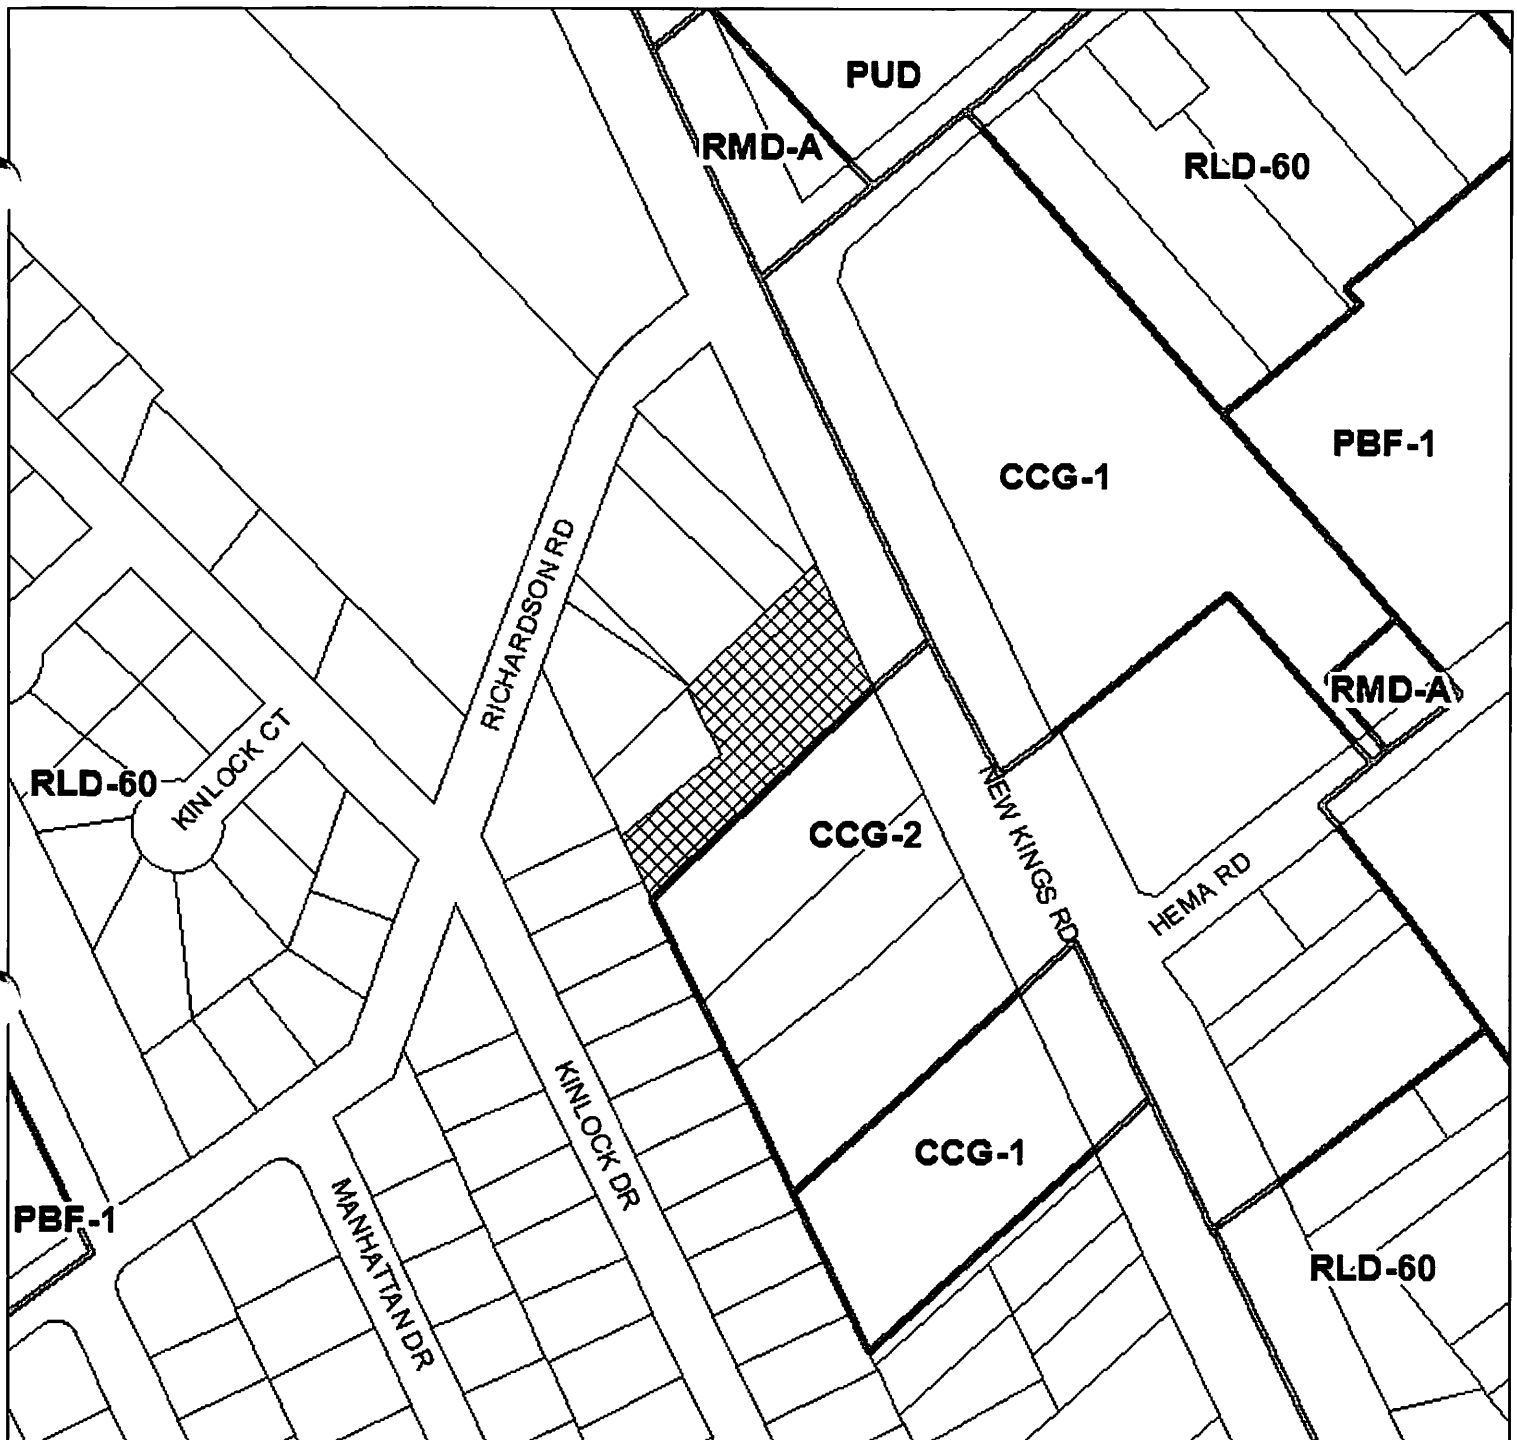 PUD
RMD-A
RLD-60
PBF-1
CCG-1
RICHARDSON RD
RMD-A
KINLOCK CT
RLD-60
CCG-2
NEW KINGS RD
HEMA RD
KINLOCK DR
CCG-1
MANHATTAN DR
PBF-1
RLD-60